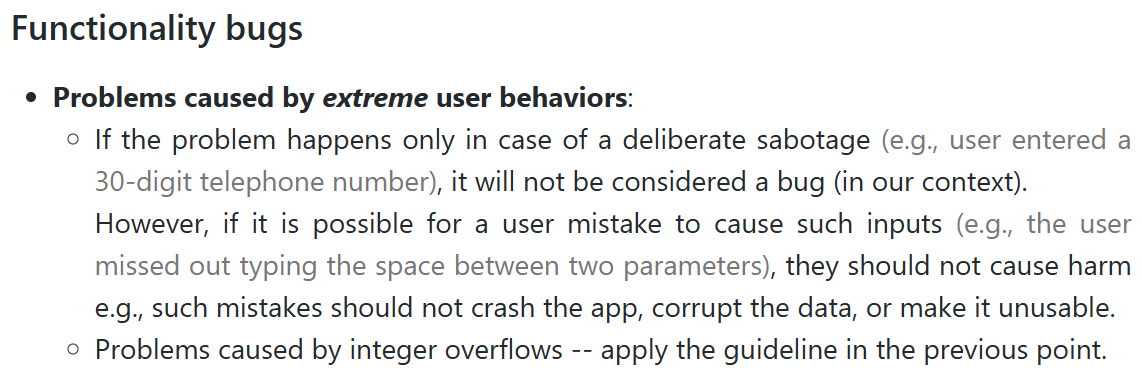 Functionality bugs
• Problems caused by extreme user behaviors:
○ If the problem happens only in case of a deliberate sabotage (e.g., user entered a
30-digit telephone number), it will not be considered a bug (in our context).
However, if it is possible for a user mistake to cause such inputs (e.g., the user
missed out typing the space between two parameters), they should not cause harm
e.g., such mistakes should not crash the app, corrupt the data, or make it unusable.
○ Problems caused by integer overflows -- apply the guideline in the previous point.